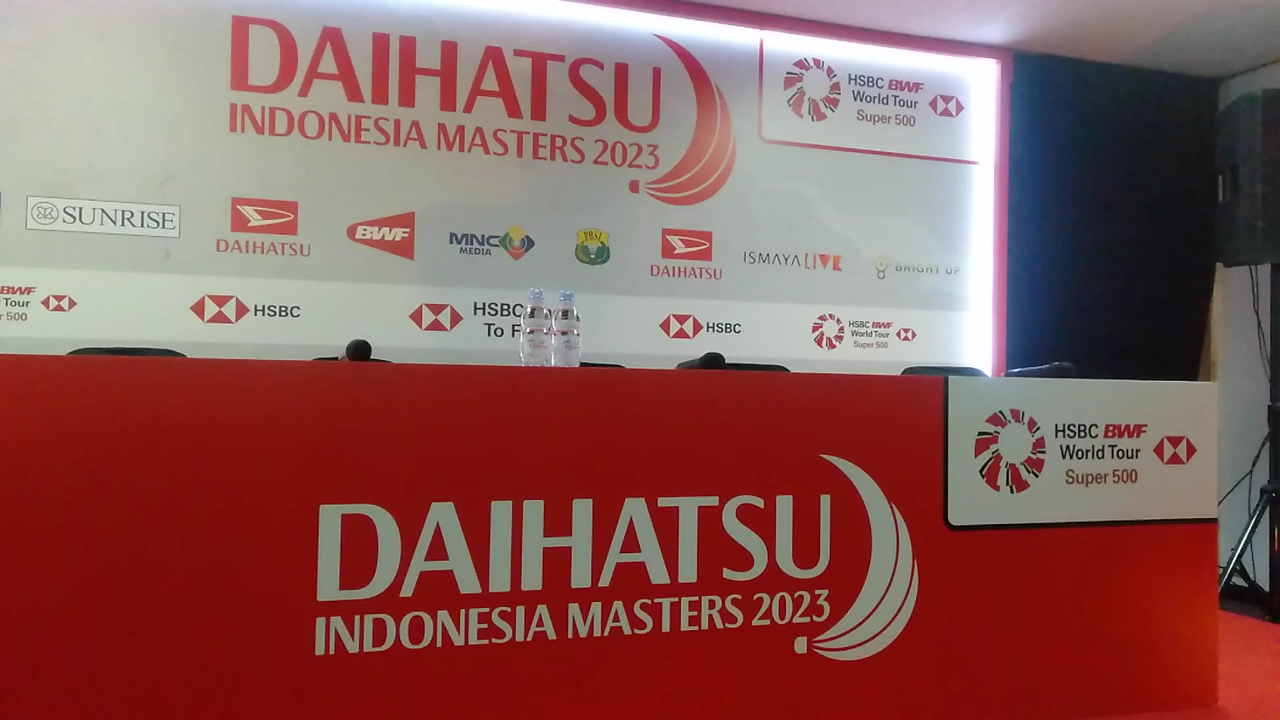 DAIHATSU
INDONESIA MASTERS 2023
HSBC BWF
World Tour
Super 500
SUNRISE
DAIHATSU
BWF
MNC
MEDIA
PBSI
DAIHATSU
ISMAYA LIVE
BRIGHT UP
BWF
Tour
500
HSBC
HSBC
To
HSBC
HSBC BWF
World Tour
Super 500
DAIHATSU
INDONESIA MASTERS 2023
HSBC BWF
World Tour
Super 500